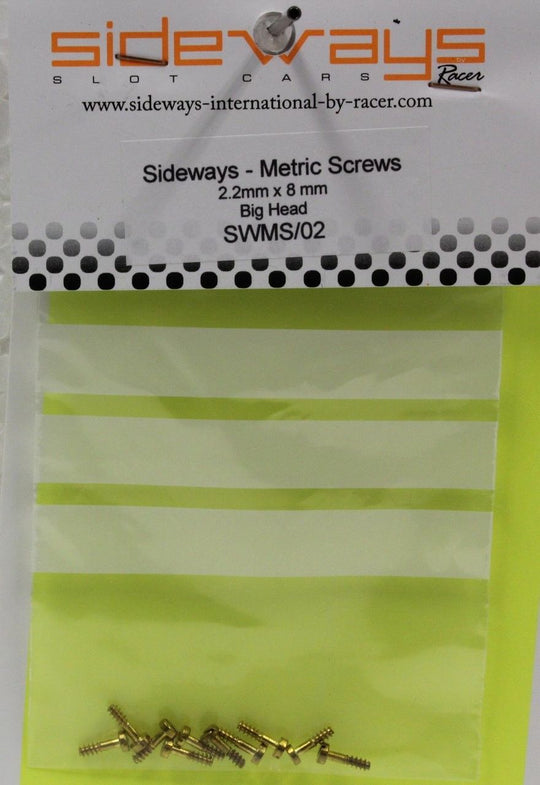 sideways
by
SLOT CARS
Racer
www.sideways-international-by-racer.com
Sideways - Metric Screws
2.2mm x 8 mm
Big Head
SWMS/02